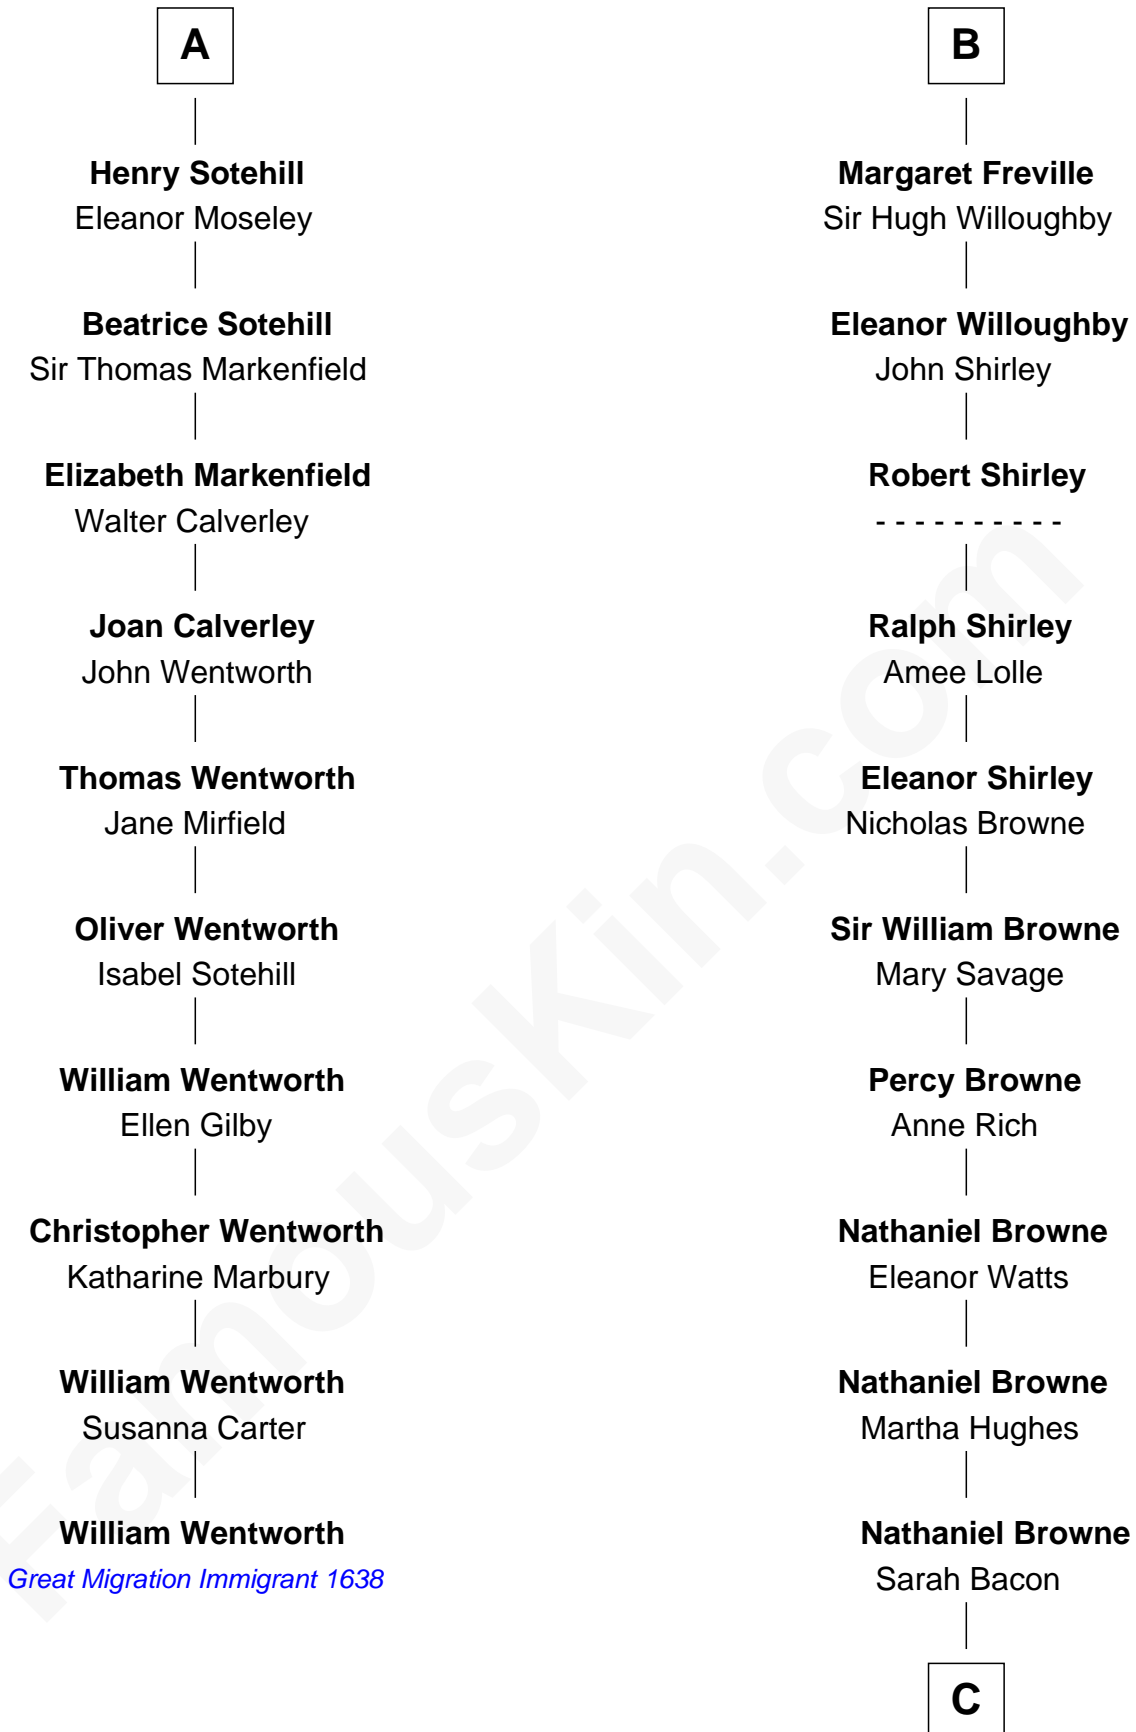 A
Henry Sotehill
Eleanor Moseley
Beatrice Sotehill
Sir Thomas Markenfield
Elizabeth Markenfield
Walter Calverley
Joan Calverley
John Wentworth
Thomas Wentworth
Jane Mirfield
Oliver Wentworth
Isabel Sotehill
William Wentworth
Ellen Gilby
Christopher Wentworth
Katharine Marbury
William Wentworth
Susanna Carter
William Wentworth
Great Migration Immigrant 1638
B
Margaret Freville
Sir Hugh Willoughby
Eleanor Willoughby
John Shirley
Robert Shirley
- - - - - - - - - -
Ralph Shirley
Amee Lolle
Eleanor Shirley
Nicholas Browne
Sir William Browne
Mary Savage
Percy Browne
Anne Rich
Nathaniel Browne
Eleanor Watts
Nathaniel Browne
Martha Hughes
Nathaniel Browne
Sarah Bacon
C
FamousKin.com